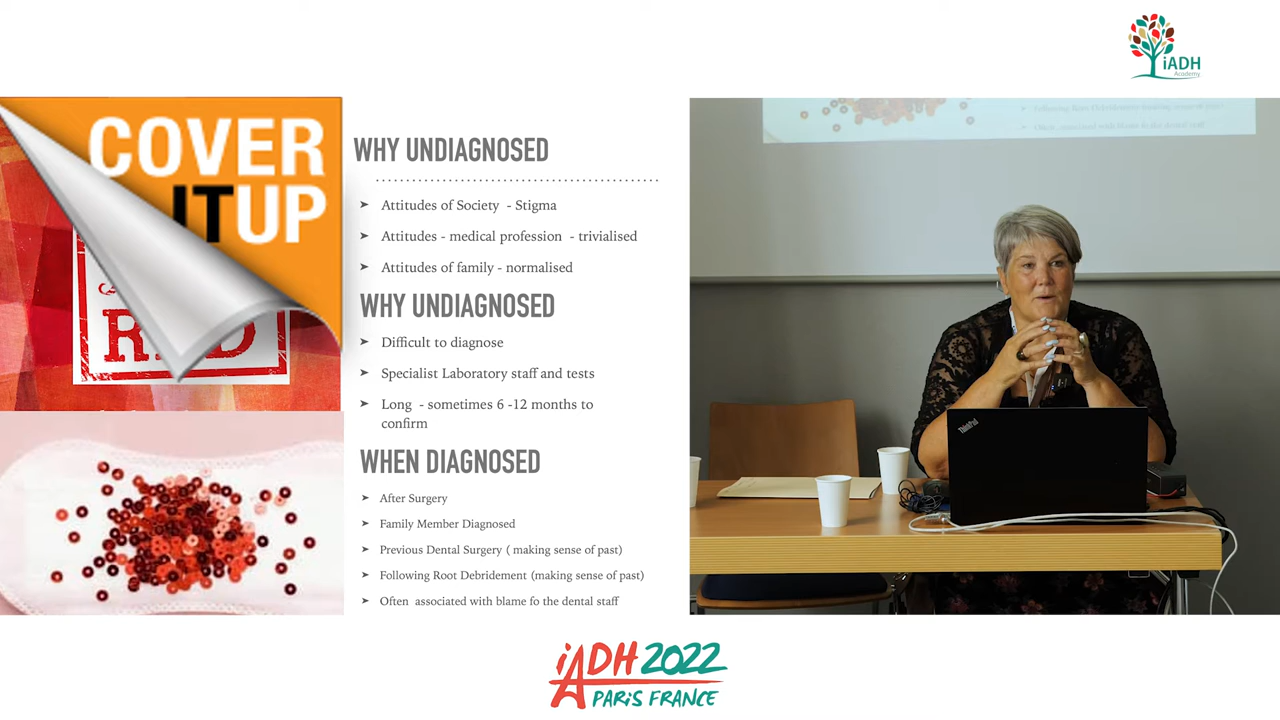 iADH
Academy
COVER
ITUP
WHY UNDIAGNOSED
➤ Attitudes of Society - Stigma
➤ Attitudes - medical profession - trivialised
➤ Attitudes of family - normalised
WHY UNDIAGNOSED
➤ Difficult to diagnose
➤ Specialist Laboratory staff and tests
➤ Long - sometimes 6 -12 months to
confirm
WHEN DIAGNOSED
➤ After Surgery
➤ Family Member Diagnosed
➤ Previous Dental Surgery ( making sense of past)
➤ Following Root Debridement (making sense of past)
➤ Often associated with blame fo the dental staff
ThinkPad
iADH 2022
PARiS FRANCE